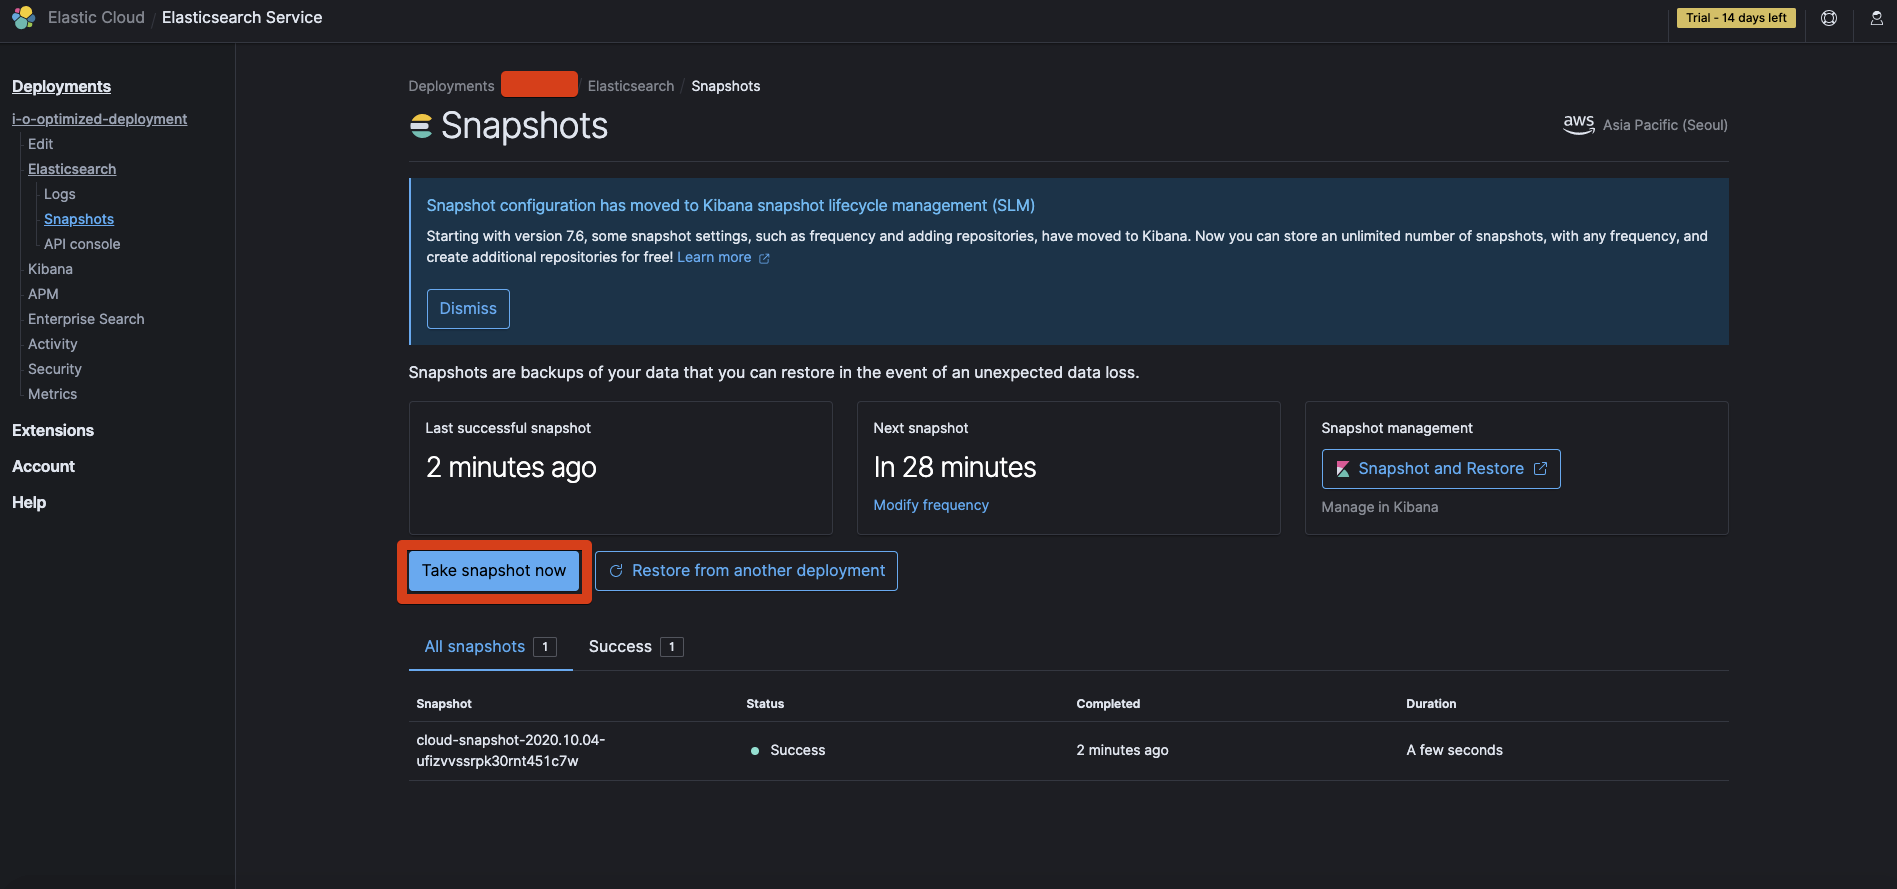 Elastic Cloud / Elasticsearch Service
Trial - 14 days left
Deployments
i-o-optimized-deployment
Edit
Elasticsearch
Logs
Snapshots
API console
Kibana
APM
Enterprise Search
Activity
Security
Metrics
Extensions
Account
Help
Deployments / Elasticsearch / Snapshots
Snapshots
aws Asia Pacific (Seoul)
Snapshot configuration has moved to Kibana snapshot lifecycle management (SLM)
Starting with version 7.6, some snapshot settings, such as frequency and adding repositories, have moved to Kibana. Now you can store an unlimited number of snapshots, with any frequency, and
create additional repositories for free! Learn more
Dismiss
Snapshots are backups of your data that you can restore in the event of an unexpected data loss.
Last successful snapshot
2 minutes ago
Next snapshot
In 28 minutes
Modify frequency
Snapshot management
Snapshot and Restore
Manage in Kibana
Take snapshot now
Restore from another deployment
All snapshots 1
Success 1
Snapshot Status Completed Duration
cloud-snapshot-2020.10.04-
ufizvvssrpk30rnt451c7w
Success
2 minutes ago
A few seconds